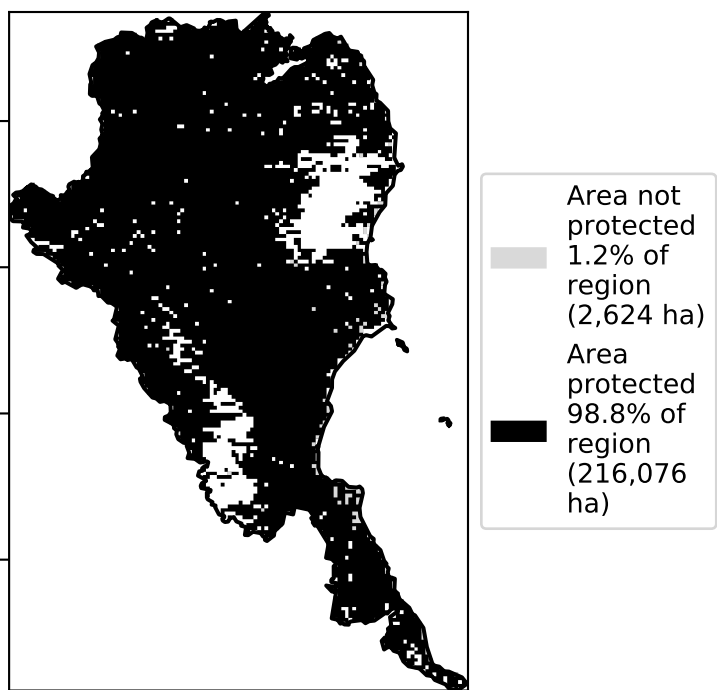 Area not
protected
1.2% of
region
(2,624 ha)
Area
protected
98.8% of
region
(216,076
ha)